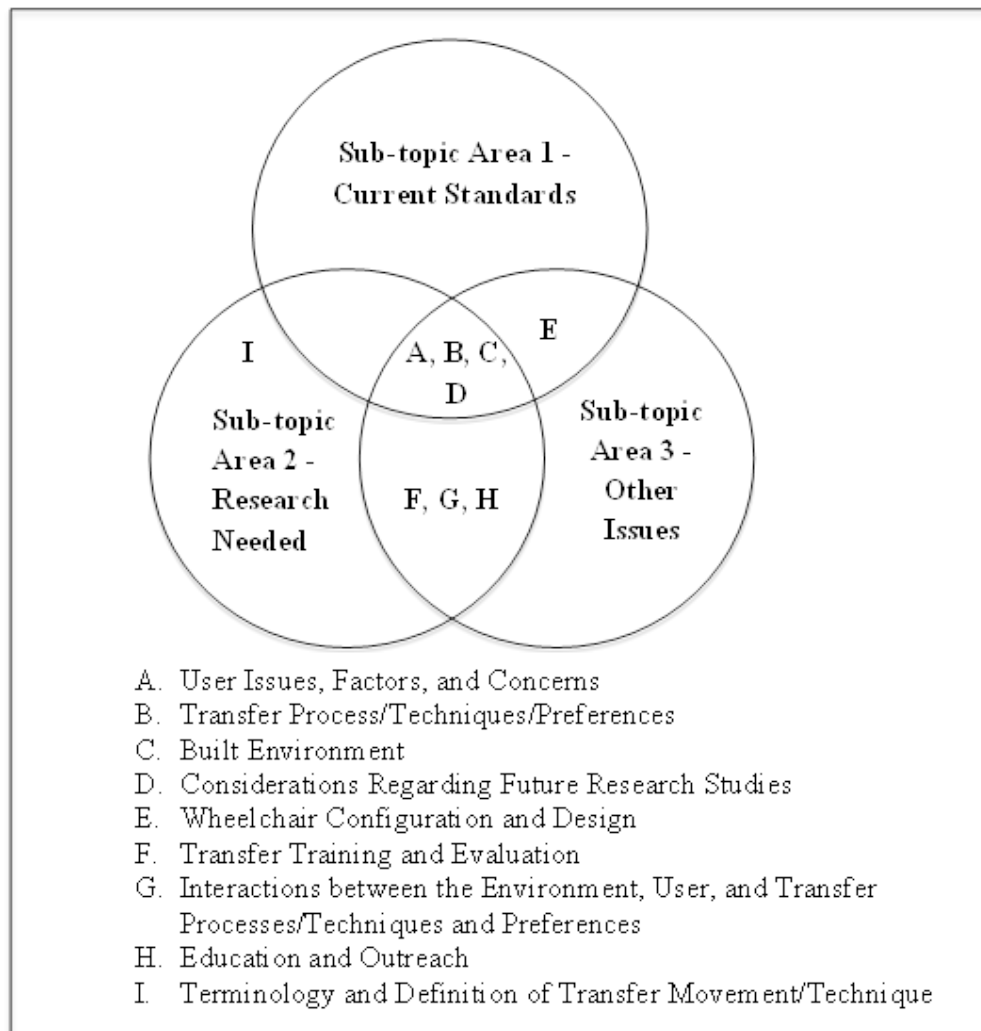 Sub-topic Area 1 -
Current Standards
E
I
A, B, C,
D
Sub-topic
Area 2 -
Research
Needed
Sub-topic
Area 3 -
Other
Issues
F, G, H
A. User Issues, Factors, and Concerns
B. Transfer Process/Techniques/Preferences
C. Built Environment
D. Considerations Regarding Future Research Studies
E. Wheelchair Configuration and Design
F. Transfer Training and Evaluation
G. Interactions between the Environment, User, and Transfer
Processes/Techniques and Preferences
H. Education and Outreach
I. Terminology and Definition of Transfer Movement/Technique